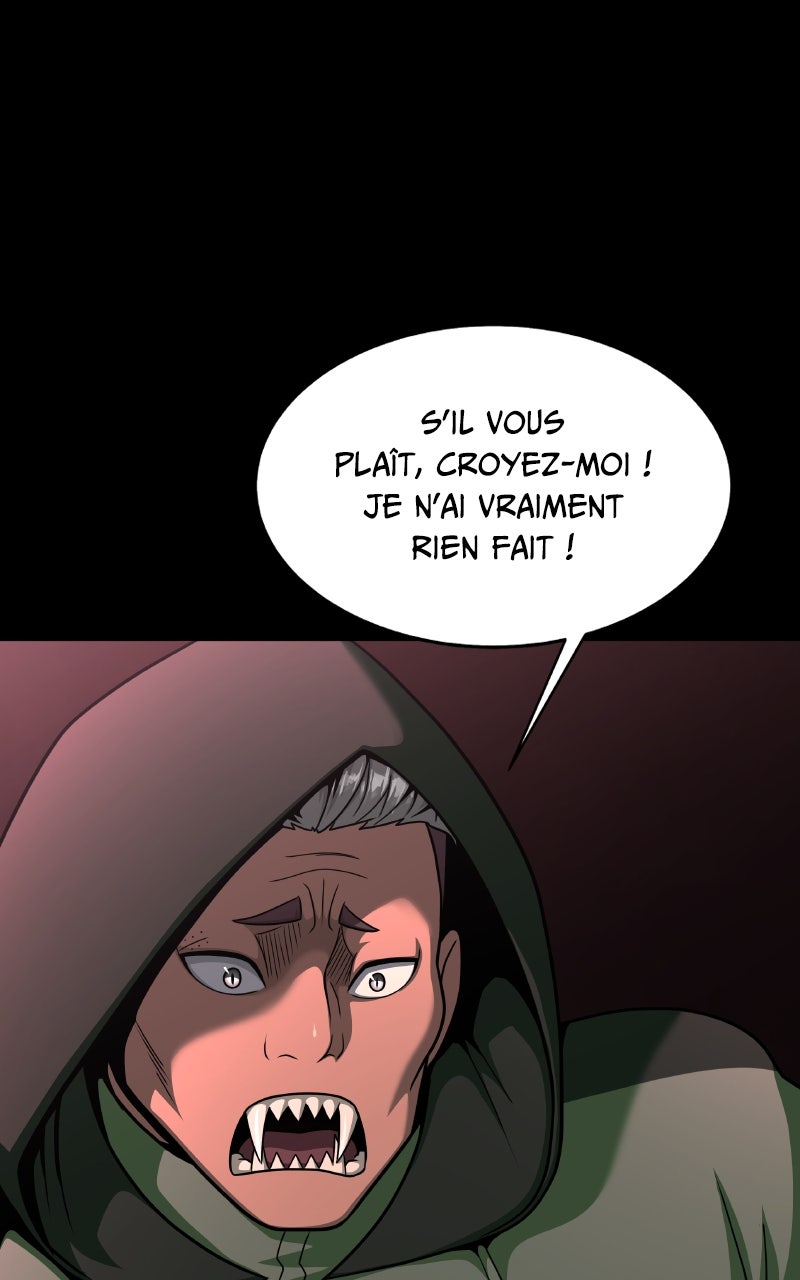 S'IL VOUS
PLAÎT, CROYEZ-MOI !
JE N'AI VRAIMENT
RIEN FAIT !